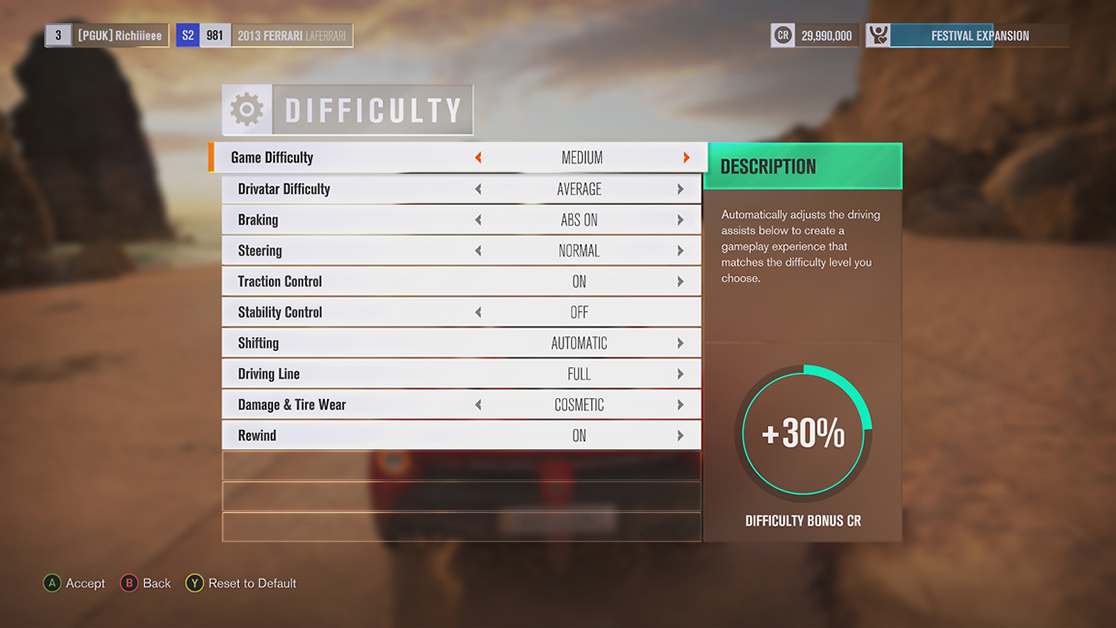 3 [PGUK] Richiiieee S2 981 2013 FERRARI LAFERRARI CR 29,990,000 FESTIVAL EXPANSION
DIFFICULTY
Game Difficulty MEDIUM
Drivatar Difficulty AVERAGE
Braking ABS ON
Steering NORMAL
Traction Control ON
Stability Control OFF
Shifting AUTOMATIC
Driving Line FULL
Damage & Tire Wear COSMETIC
Rewind ON
DESCRIPTION
Automatically adjusts the driving
assists below to create a
gameplay experience that
matches the difficulty level you
choose.
+30%
DIFFICULTY BONUS CR
A Accept B Back Y Reset to Default